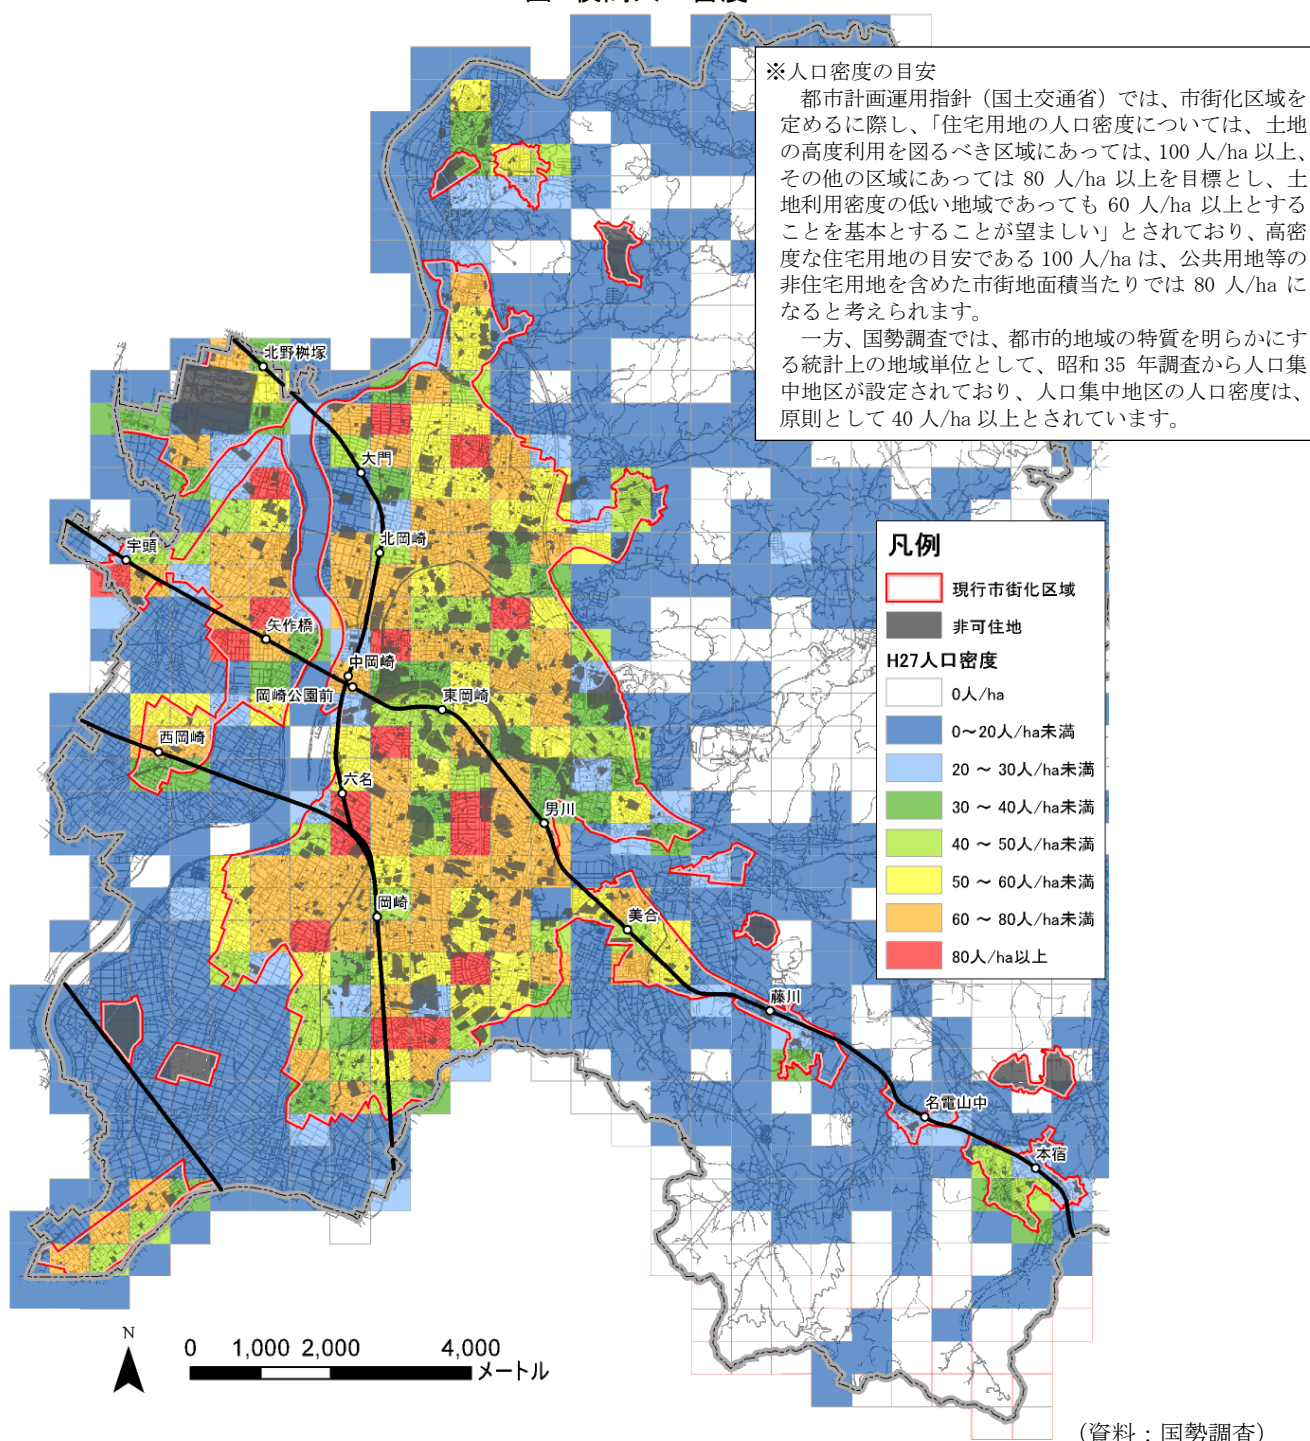 ※人口密度の目安
都市計画運用指針（国土交通省）では、市街化区域を
定めるに際し、「住宅用地の人口密度については、土地
の高度利用を図るべき区域にあっては、100 人/ha 以上、
その他の区域にあっては 80 人/ha 以上を目標とし、土
地利用密度の低い地域であっても 60 人/ha 以上とする
ことを基本とすることが望ましい」とされており、高密
度な住宅用地の目安である 100 人/ha は、公共用地等の
非住宅用地を含めた市街地面積当たりでは 80 人/ha に
なると考えられます。
一方、国勢調査では、都市的地域の特質を明らかにす
る統計上の地域単位として、昭和 35 年調査から人口集
中地区が設定されており、人口集中地区の人口密度は、
原則として 40 人/ha 以上とされています。
北野桝塚
大門
北岡崎
宇頭
矢作橋
中岡崎
岡崎公園前
東岡崎
西岡崎
六名
男川
岡崎
美合
藤川
名電山中
本宿
凡例
現行市街化区域
非可住地
H27人口密度
0人/ha
0～20人/ha未満
20 ～ 30人/ha未満
30 ～ 40人/ha未満
40 ～ 50人/ha未満
50 ～ 60人/ha未満
60 ～ 80人/ha未満
80人/ha以上
N
0 1,000 2,000 4,000
メートル
（資料：国勢調査）